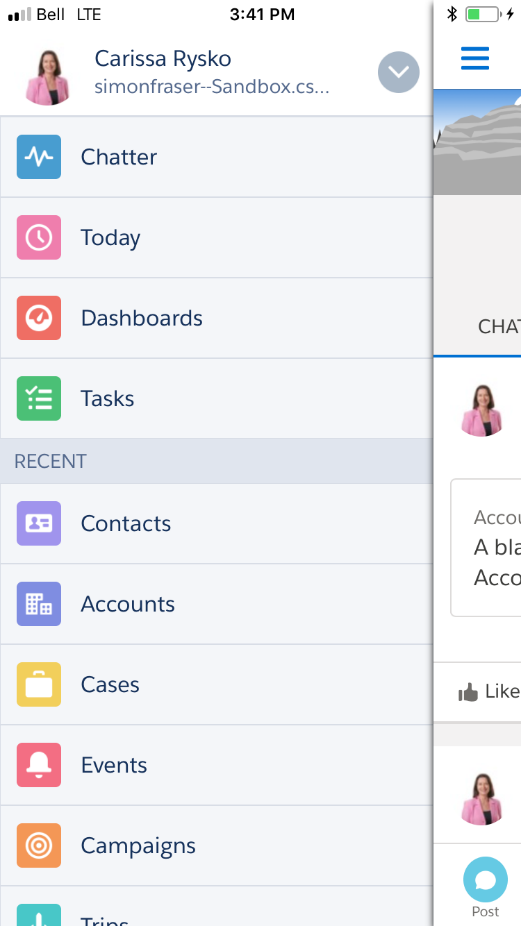 Bell LTE
3:41 PM
Carissa Rysko
simonfraser--Sandbox.cs...
Chatter
Today
Dashboards
Tasks
RECENT
Contacts
Accounts
Cases
Events
Campaigns
Trips
CHAT
Accou
A bla
Acco
Like
Post